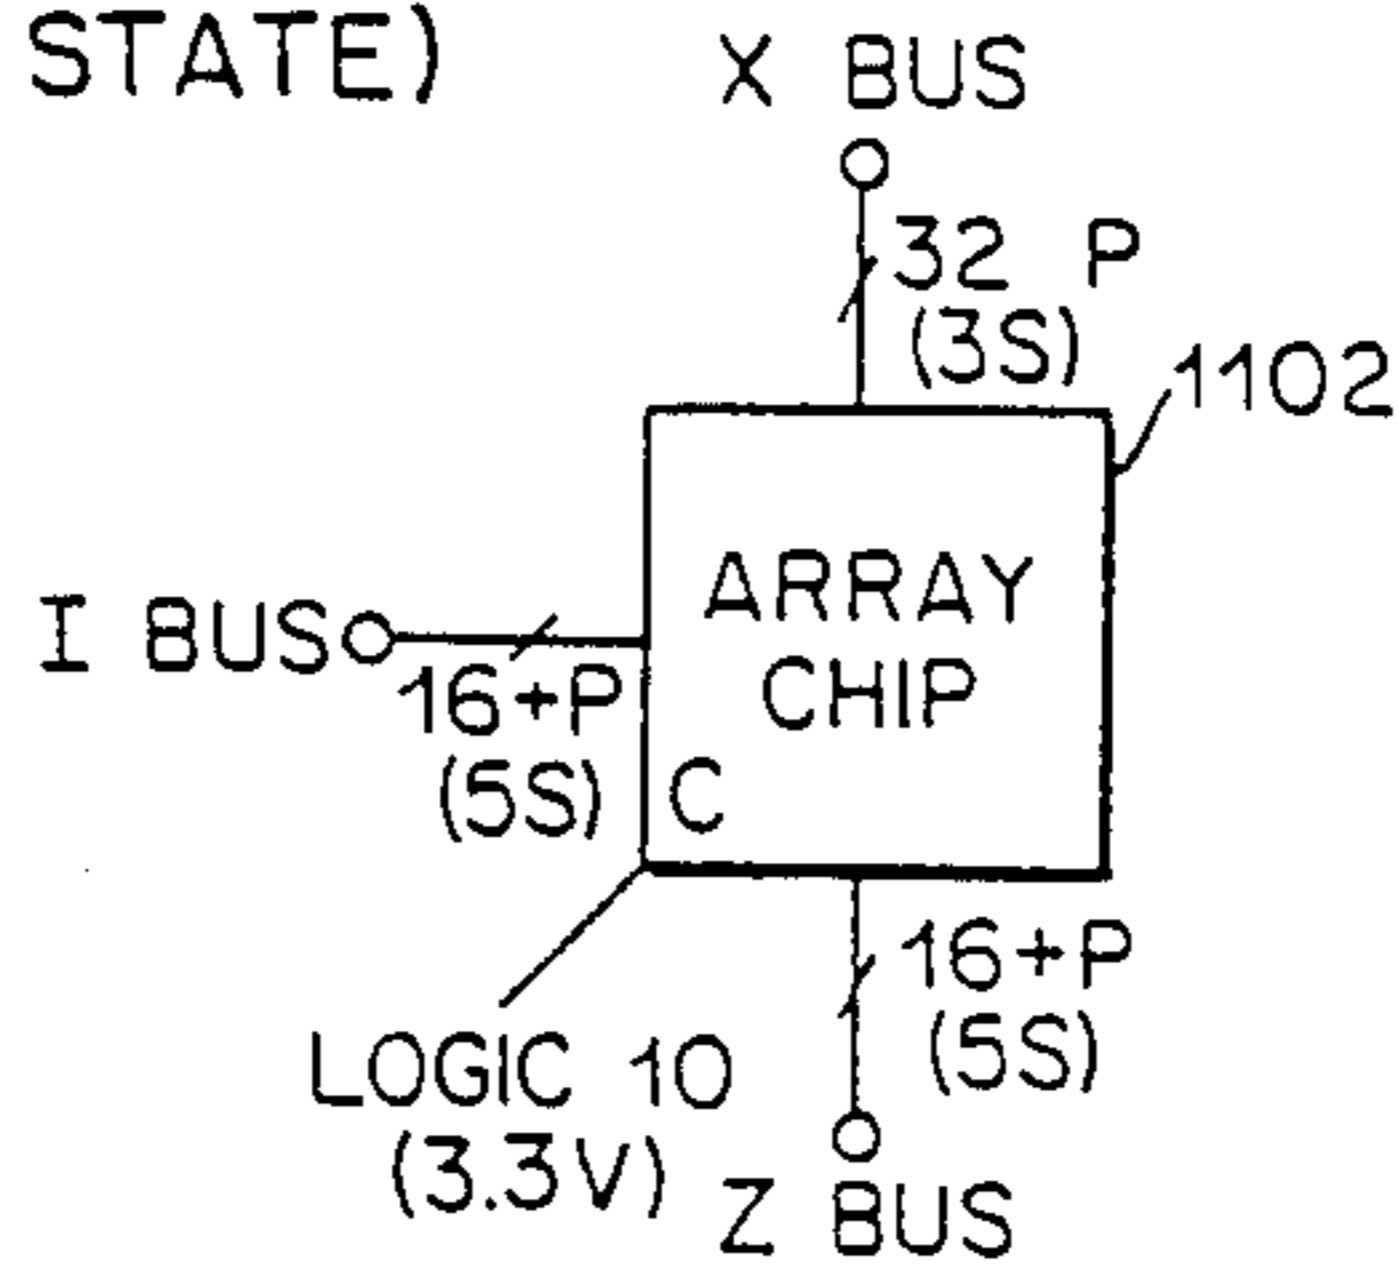 STATE)
X BUS
32 P
(3S)
1102
ARRAY
CHIP
I BUS
16+P
(5S)
C
16+P
(5S)
LOGIC 10
(3.3V)
Z BUS